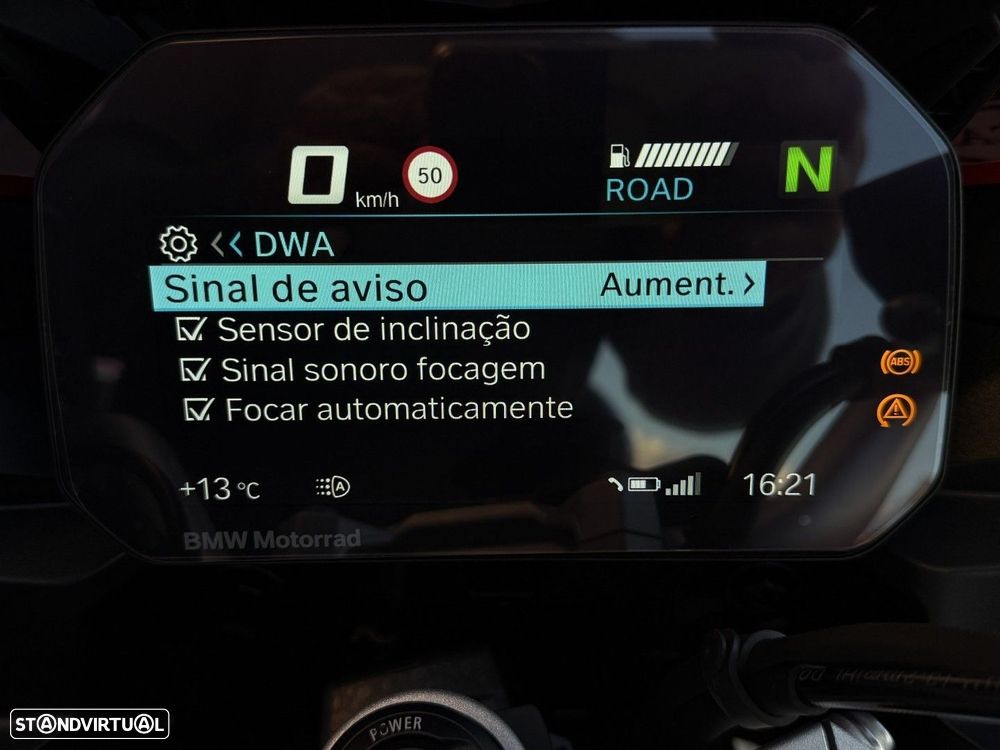 0 km/h 50 N
ROAD
<< DWA
Sinal de aviso Aument. >
Sensor de inclinação
Sinal sonoro focagem
Focar automaticamente
ABS
+13 °C A 16:21
BMW Motorrad
POWER
STANDVIRTUAL